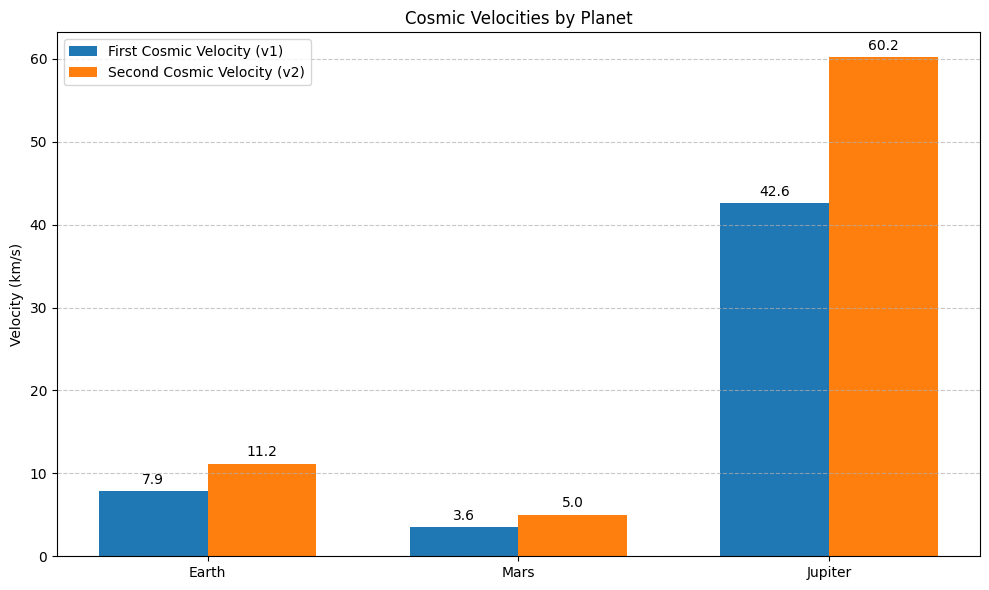 Cosmic Velocities by Planet
First Cosmic Velocity (v1)
Second Cosmic Velocity (v2)
Velocity (km/s)
60
50
40
30
20
10
0
7.9
11.2
3.6
5.0
42.6
60.2
Earth
Mars
Jupiter